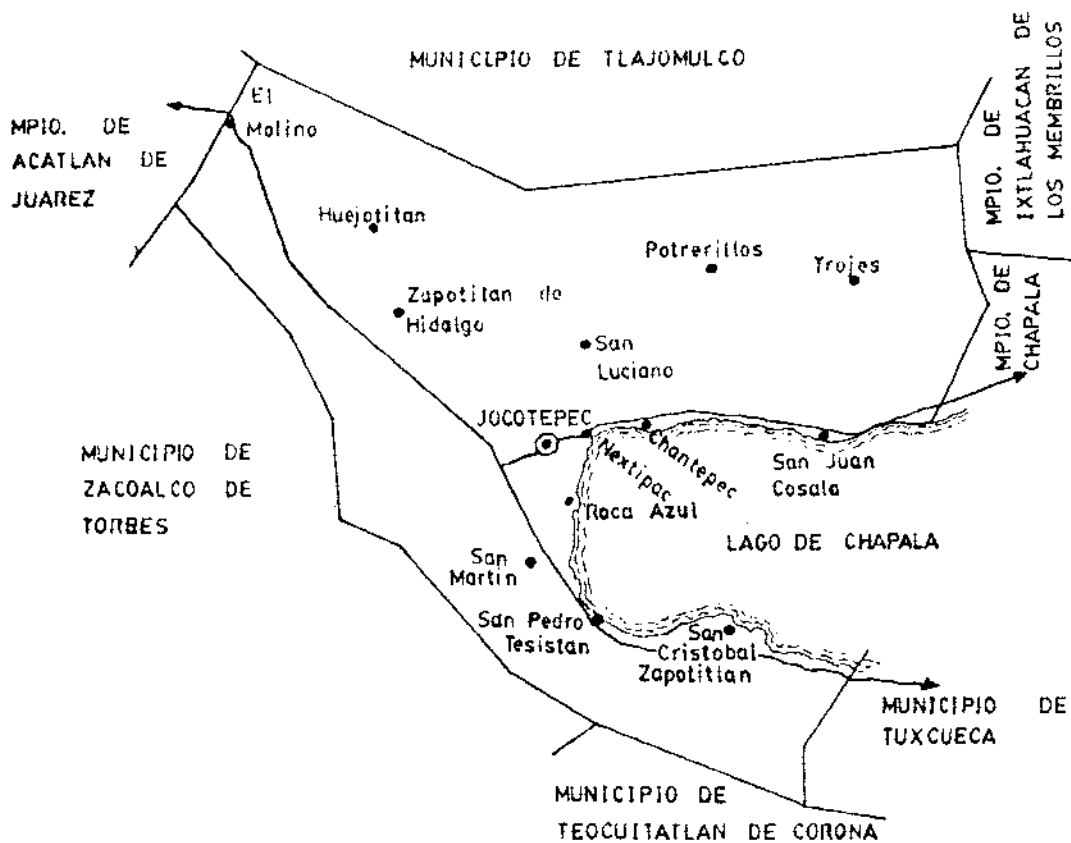 MUNICIPIO DE TLAJOMULCO
MPIO. DE
IXTLAHUACAN DE
LOS MEMBRILLOS
El
Molino
MPIO. DE
ACATLAN DE
JUAREZ
Huejotitan
Potrerillos
Trojes
MPIO. DE
CHAPALA
Zapotitan de
Hidalgo
San
Luciano
JOCOTEPEC
Nextipac
Chantepec
San Juan
Cosala
MUNICIPIO DE
ZACOALCO DE
TORRES
Roca Azul
LAGO DE CHAPALA
San
Martin
San Pedro
Tesistan
San
Cristobal
Zapotitlan
MUNICIPIO DE
TUXCUECA
MUNICIPIO DE
TEOCUITATLAN DE CORONA